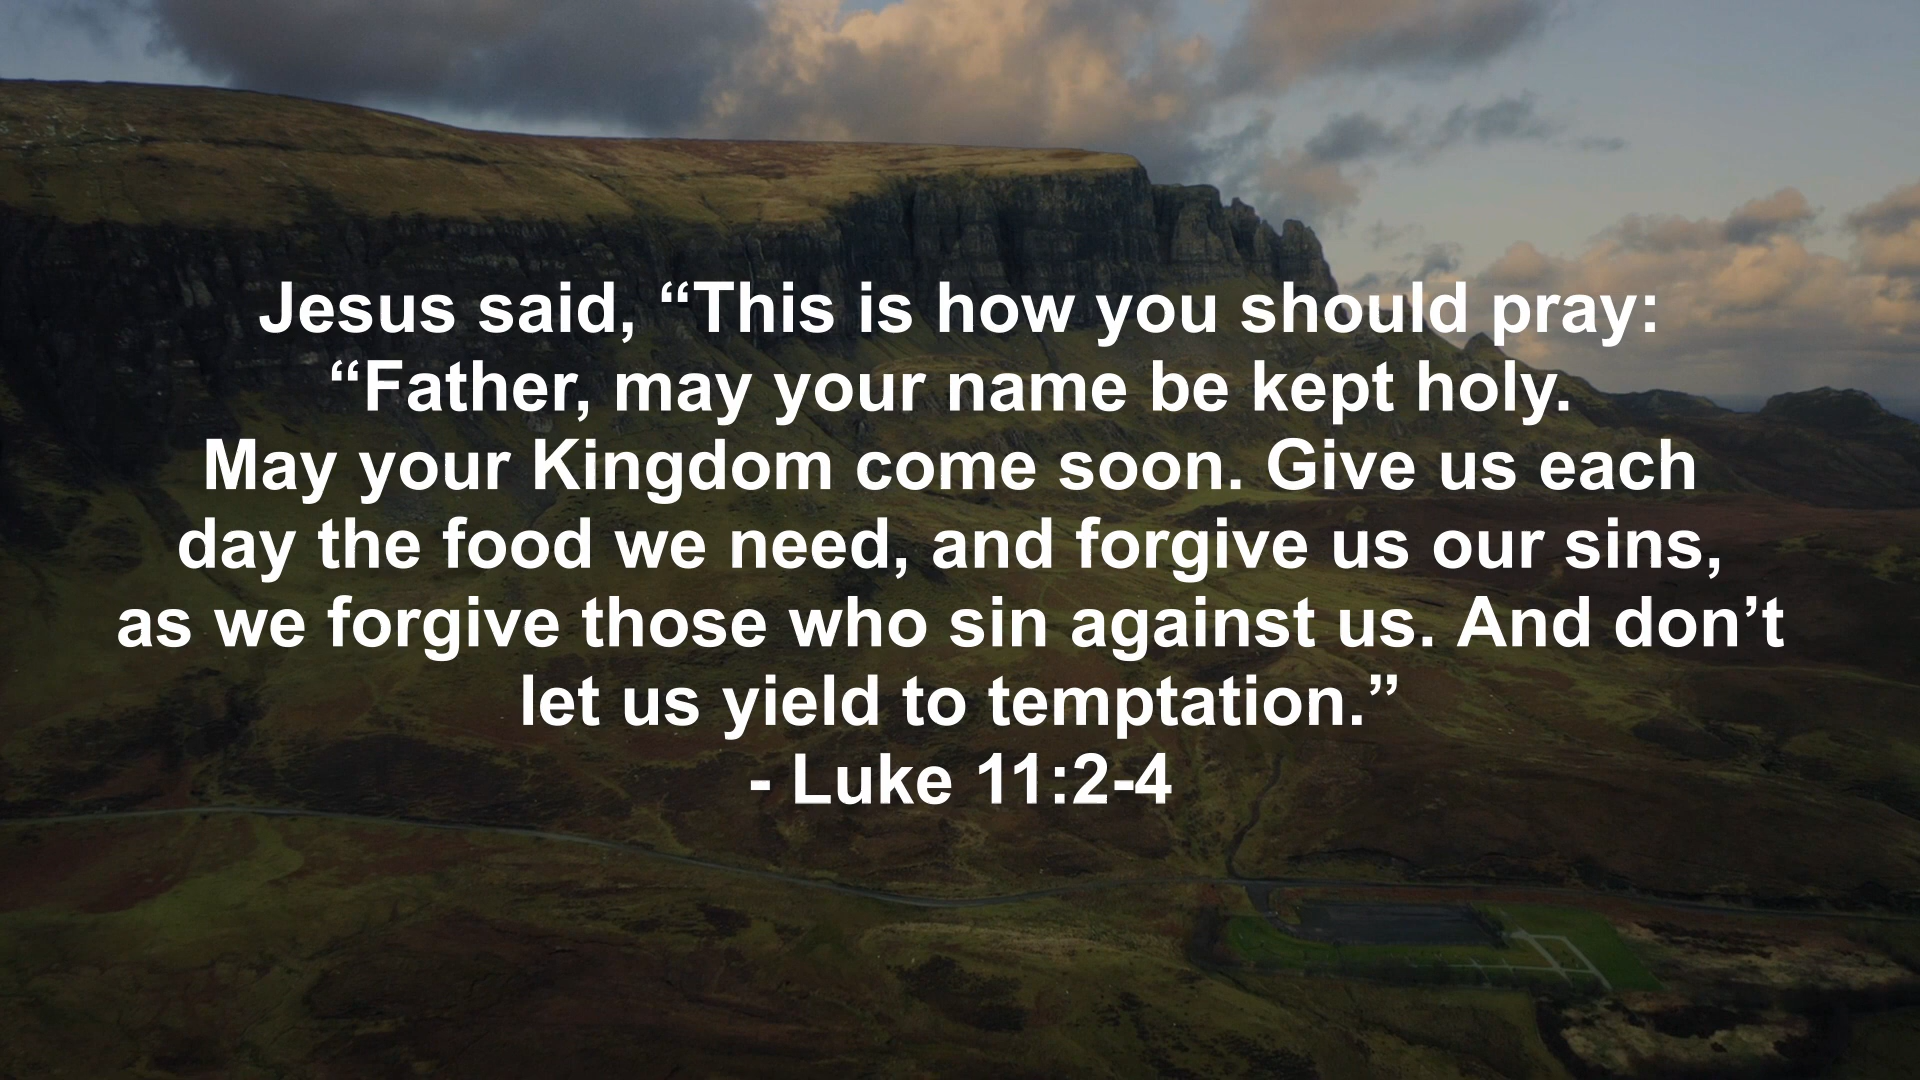 Jesus said, “This is how you should pray:
“Father, may your name be kept holy.
May your Kingdom come soon. Give us each
day the food we need, and forgive us our sins,
as we forgive those who sin against us. And don’t
let us yield to temptation.”
- Luke 11:2-4